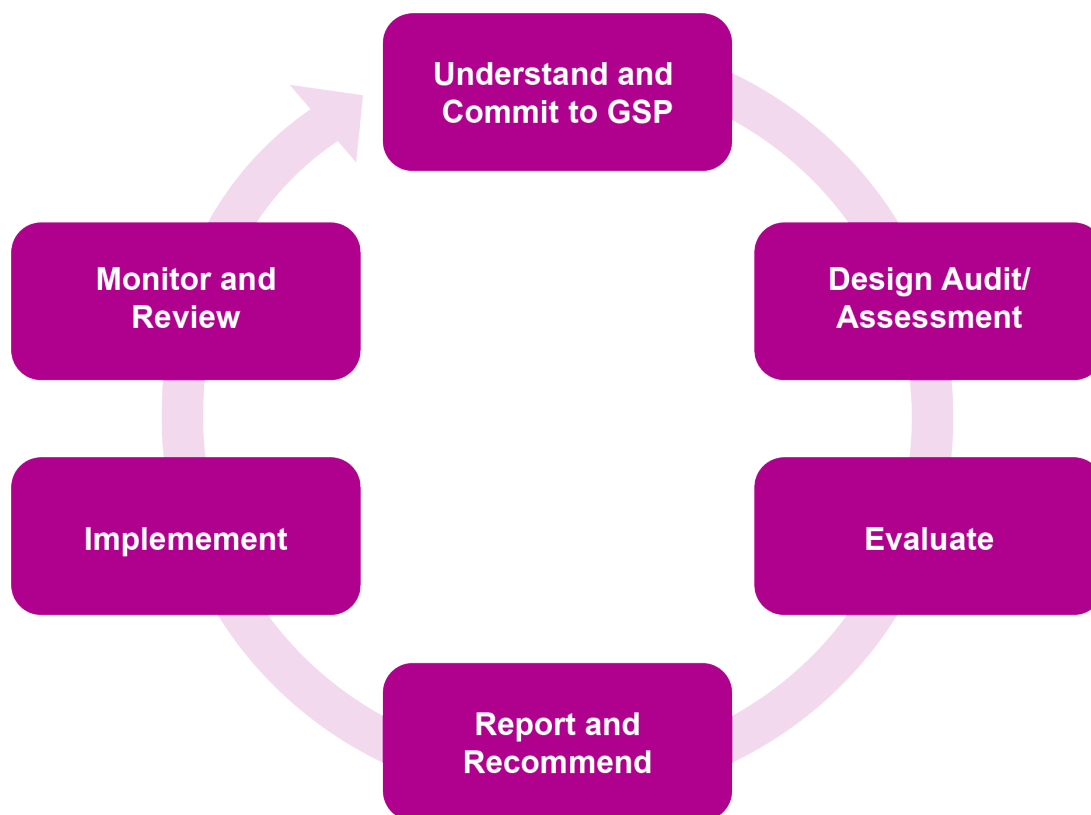 Understand and
Commit to GSP
Design Audit/
Assessment
Evaluate
Report and
Recommend
Implemement
Monitor and
Review